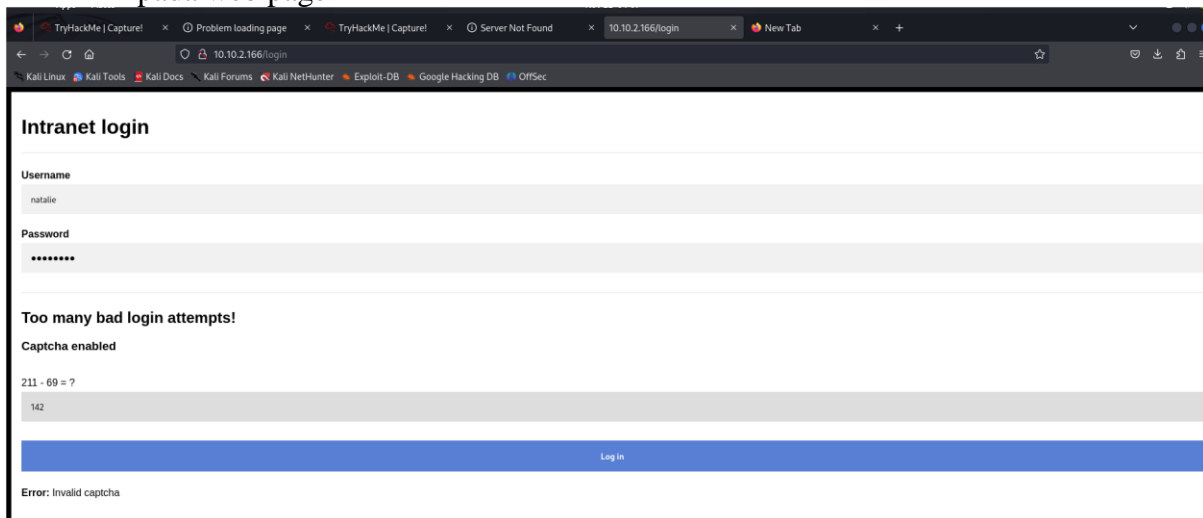 pada web page
TryHackMe | Capture!
Problem loading page
TryHackMe | Capture!
Server Not Found
10.10.2.166/login
New Tab
10.10.2.166/login
Kali Linux Kali Tools Kali Docs Kali Forums Kali NetHunter Exploit-DB Google Hacking DB OffSec
Intranet login
Username
natalie
Password
••••••••
Too many bad login attempts!
Captcha enabled
211 - 69 = ?
142
Log in
Error: Invalid captcha